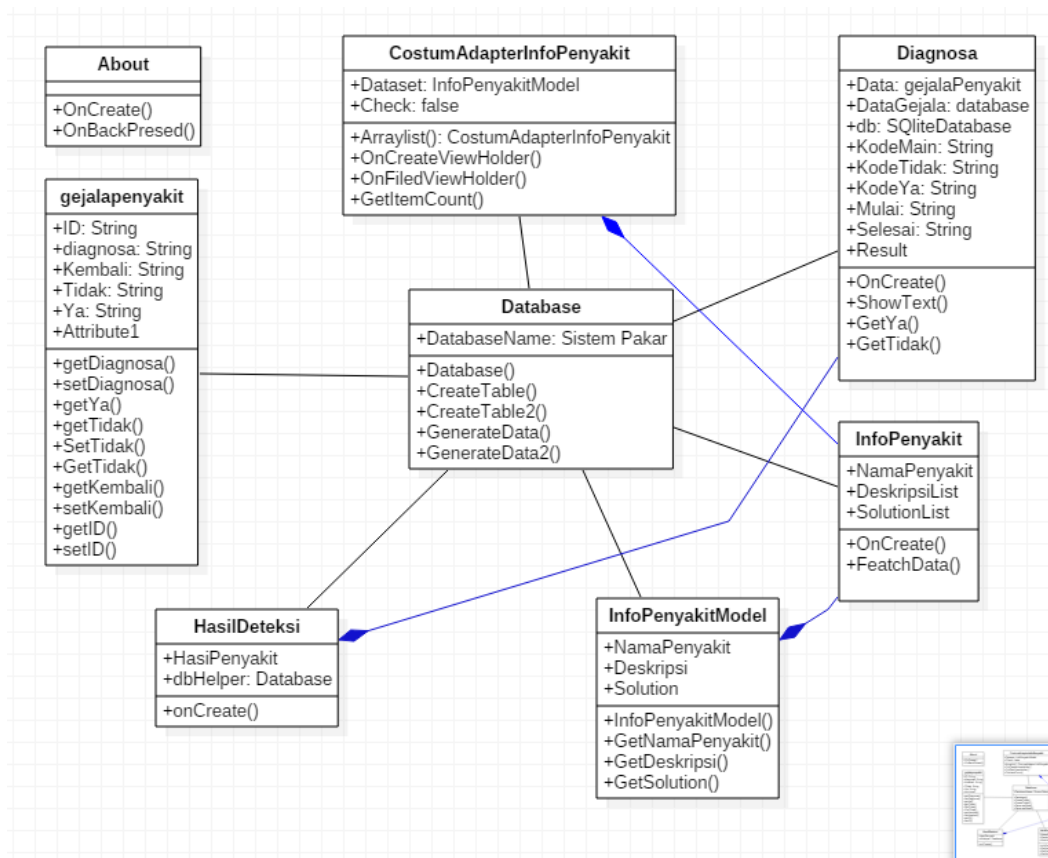 About
+OnCreate()
+OnBackPresed()
gejalapenyakit
+ID: String
+diagnosa: String
+Kembali: String
+Tidak: String
+Ya: String
+Attribute1
+getDiagnosa()
+setDiagnosa()
+getYa()
+getTidak()
+SetTidak()
+GetTidak()
+getKembali()
+setKembali()
+getID()
+setID()
CostumAdapterInfoPenyakit
+Dataset: InfoPenyakitModel
+Check: false
+Arraylist(): CostumAdapterInfoPenyakit
+OnCreateViewHolder()
+OnFiledViewHolder()
+GetItemCount()
Database
+DatabaseName: Sistem Pakar
+Database()
+CreateTable()
+CreateTable2()
+GenerateData()
+GenerateData2()
Diagnosa
+Data: gejalaPenyakit
+DataGejala: database
+db: SQliteDatabase
+KodeMain: String
+KodeTidak: String
+KodeYa: String
+Mulai: String
+Selesai: String
+Result
+OnCreate()
+ShowText()
+GetYa()
+GetTidak()
InfoPenyakit
+NamaPenyakit
+DeskripsiList
+SolutionList
+OnCreate()
+FeatchData()
HasilDeteksi
+HasiPenyakit
+dbHelper: Database
+onCreate()
InfoPenyakitModel
+NamaPenyakit
+Deskripsi
+Solution
+InfoPenyakitModel()
+GetNamaPenyakit()
+GetDeskripsi()
+GetSolution()